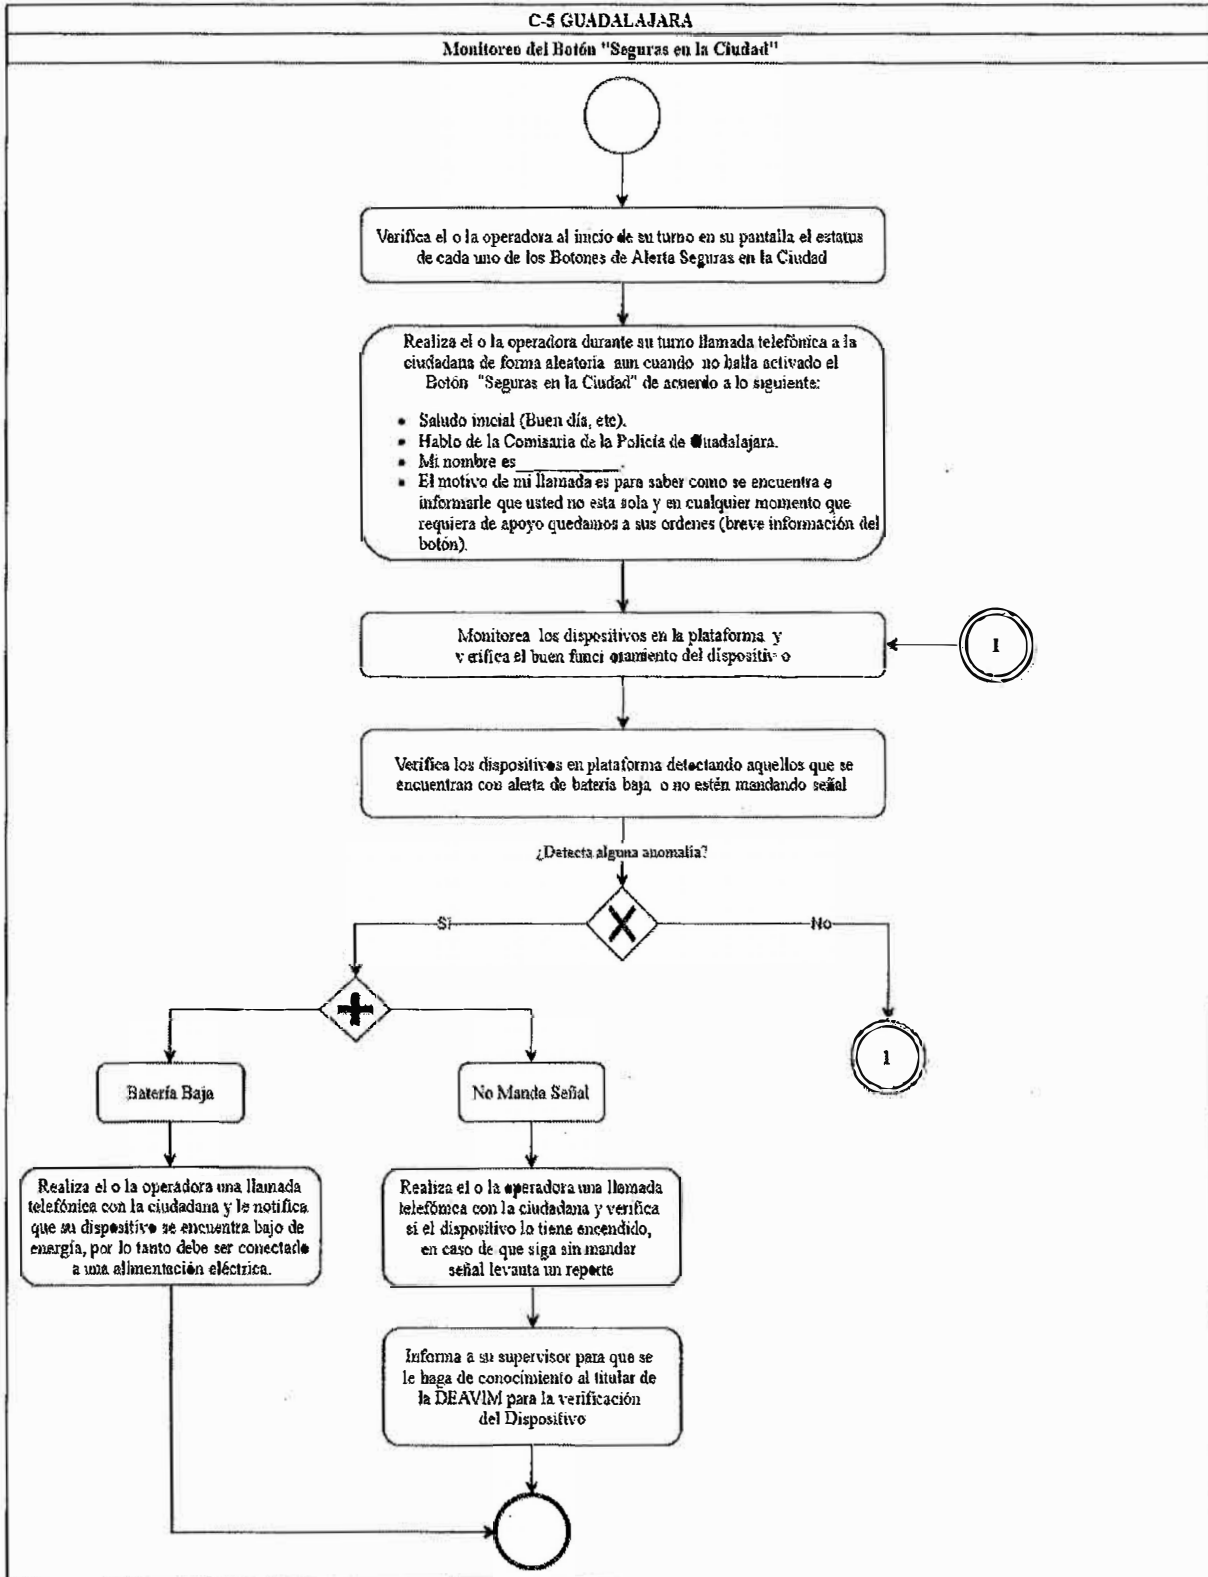 C-5 GUADALAJARA
Monitoreo del Botón "Seguras en la Ciudad"
Verifica el o la operadora al inicio de su turno en su pantalla el estatus
de cada uno de los Botones de Alerta Seguras en la Ciudad
Realiza el o la operadora durante su turno llamada telefónica a la
ciudadana de forma aleatoria aun cuando no halla activado el
Botón "Seguras en la Ciudad" de acuerdo a lo siguiente:
• Saludo inicial (Buen día, etc).
• Hablo de la Comisaria de la Policía de Guadalajara.
• Mi nombre es__________.
• El motivo de mi llamada es para saber como se encuentra e
informarle que usted no esta sola y en cualquier momento que
requiera de apoyo quedamos a sus ordenes (breve información del
botón).
Monitorea los dispositivos en la plataforma y
verifica el buen funcionamiento del dispositivo
1
Verifica los dispositivos en plataforma detectando aquellos que se
encuentran con alerta de batería baja o no estén mandando señal
¿Detecta alguna anomalía?
Si
No
1
Batería Baja
No Manda Señal
Realiza el o la operadora una llamada
telefónica con la ciudadana y le notifica
que su dispositivo se encuentra bajo de
energía, por lo tanto debe ser conectado
a una alimentación eléctrica.
Realiza el o la operadora una llamada
telefónica con la ciudadana y verifica
si el dispositivo lo tiene encendido,
en caso de que siga sin mandar
señal levanta un reporte
Informa a su supervisor para que se
le haga de conocimiento al titular de
la DEAVIM para la verificación
del Dispositivo